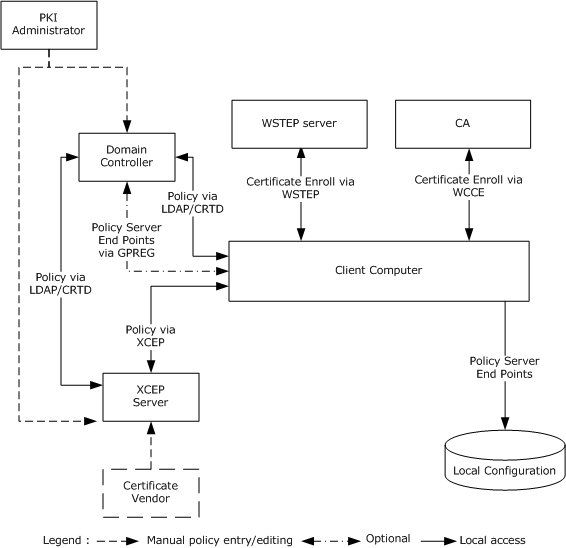 PKI
Administrator
WSTEP server
CA
Domain
Controller
Certificate Enroll via
WSTEP
Certificate Enroll via
WCCE
Policy via
LDAP/CRTD
Policy Server
End Points
via GPREG
Client Computer
Policy via
LDAP/CRTD
Policy via
XCEP
Policy Server
End Points
XCEP
Server
Local Configuration
Certificate
Vendor
Legend :
Manual policy entry/editing
Optional
Local access